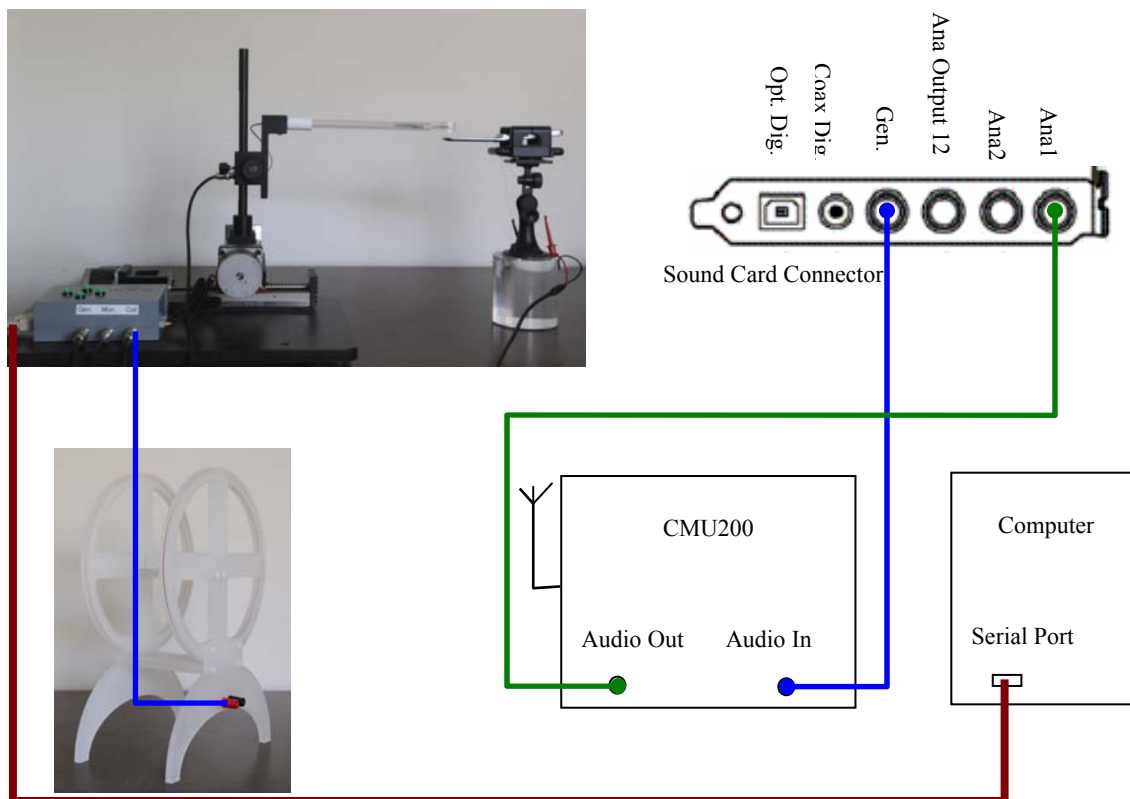 Opt. Dig.
Coax Dig.
Gen.
Ana Output 12
Ana2
Ana1
Sound Card Connector
Gen. Mon. Coil
CMU200
Audio Out
Audio In
Computer
Serial Port